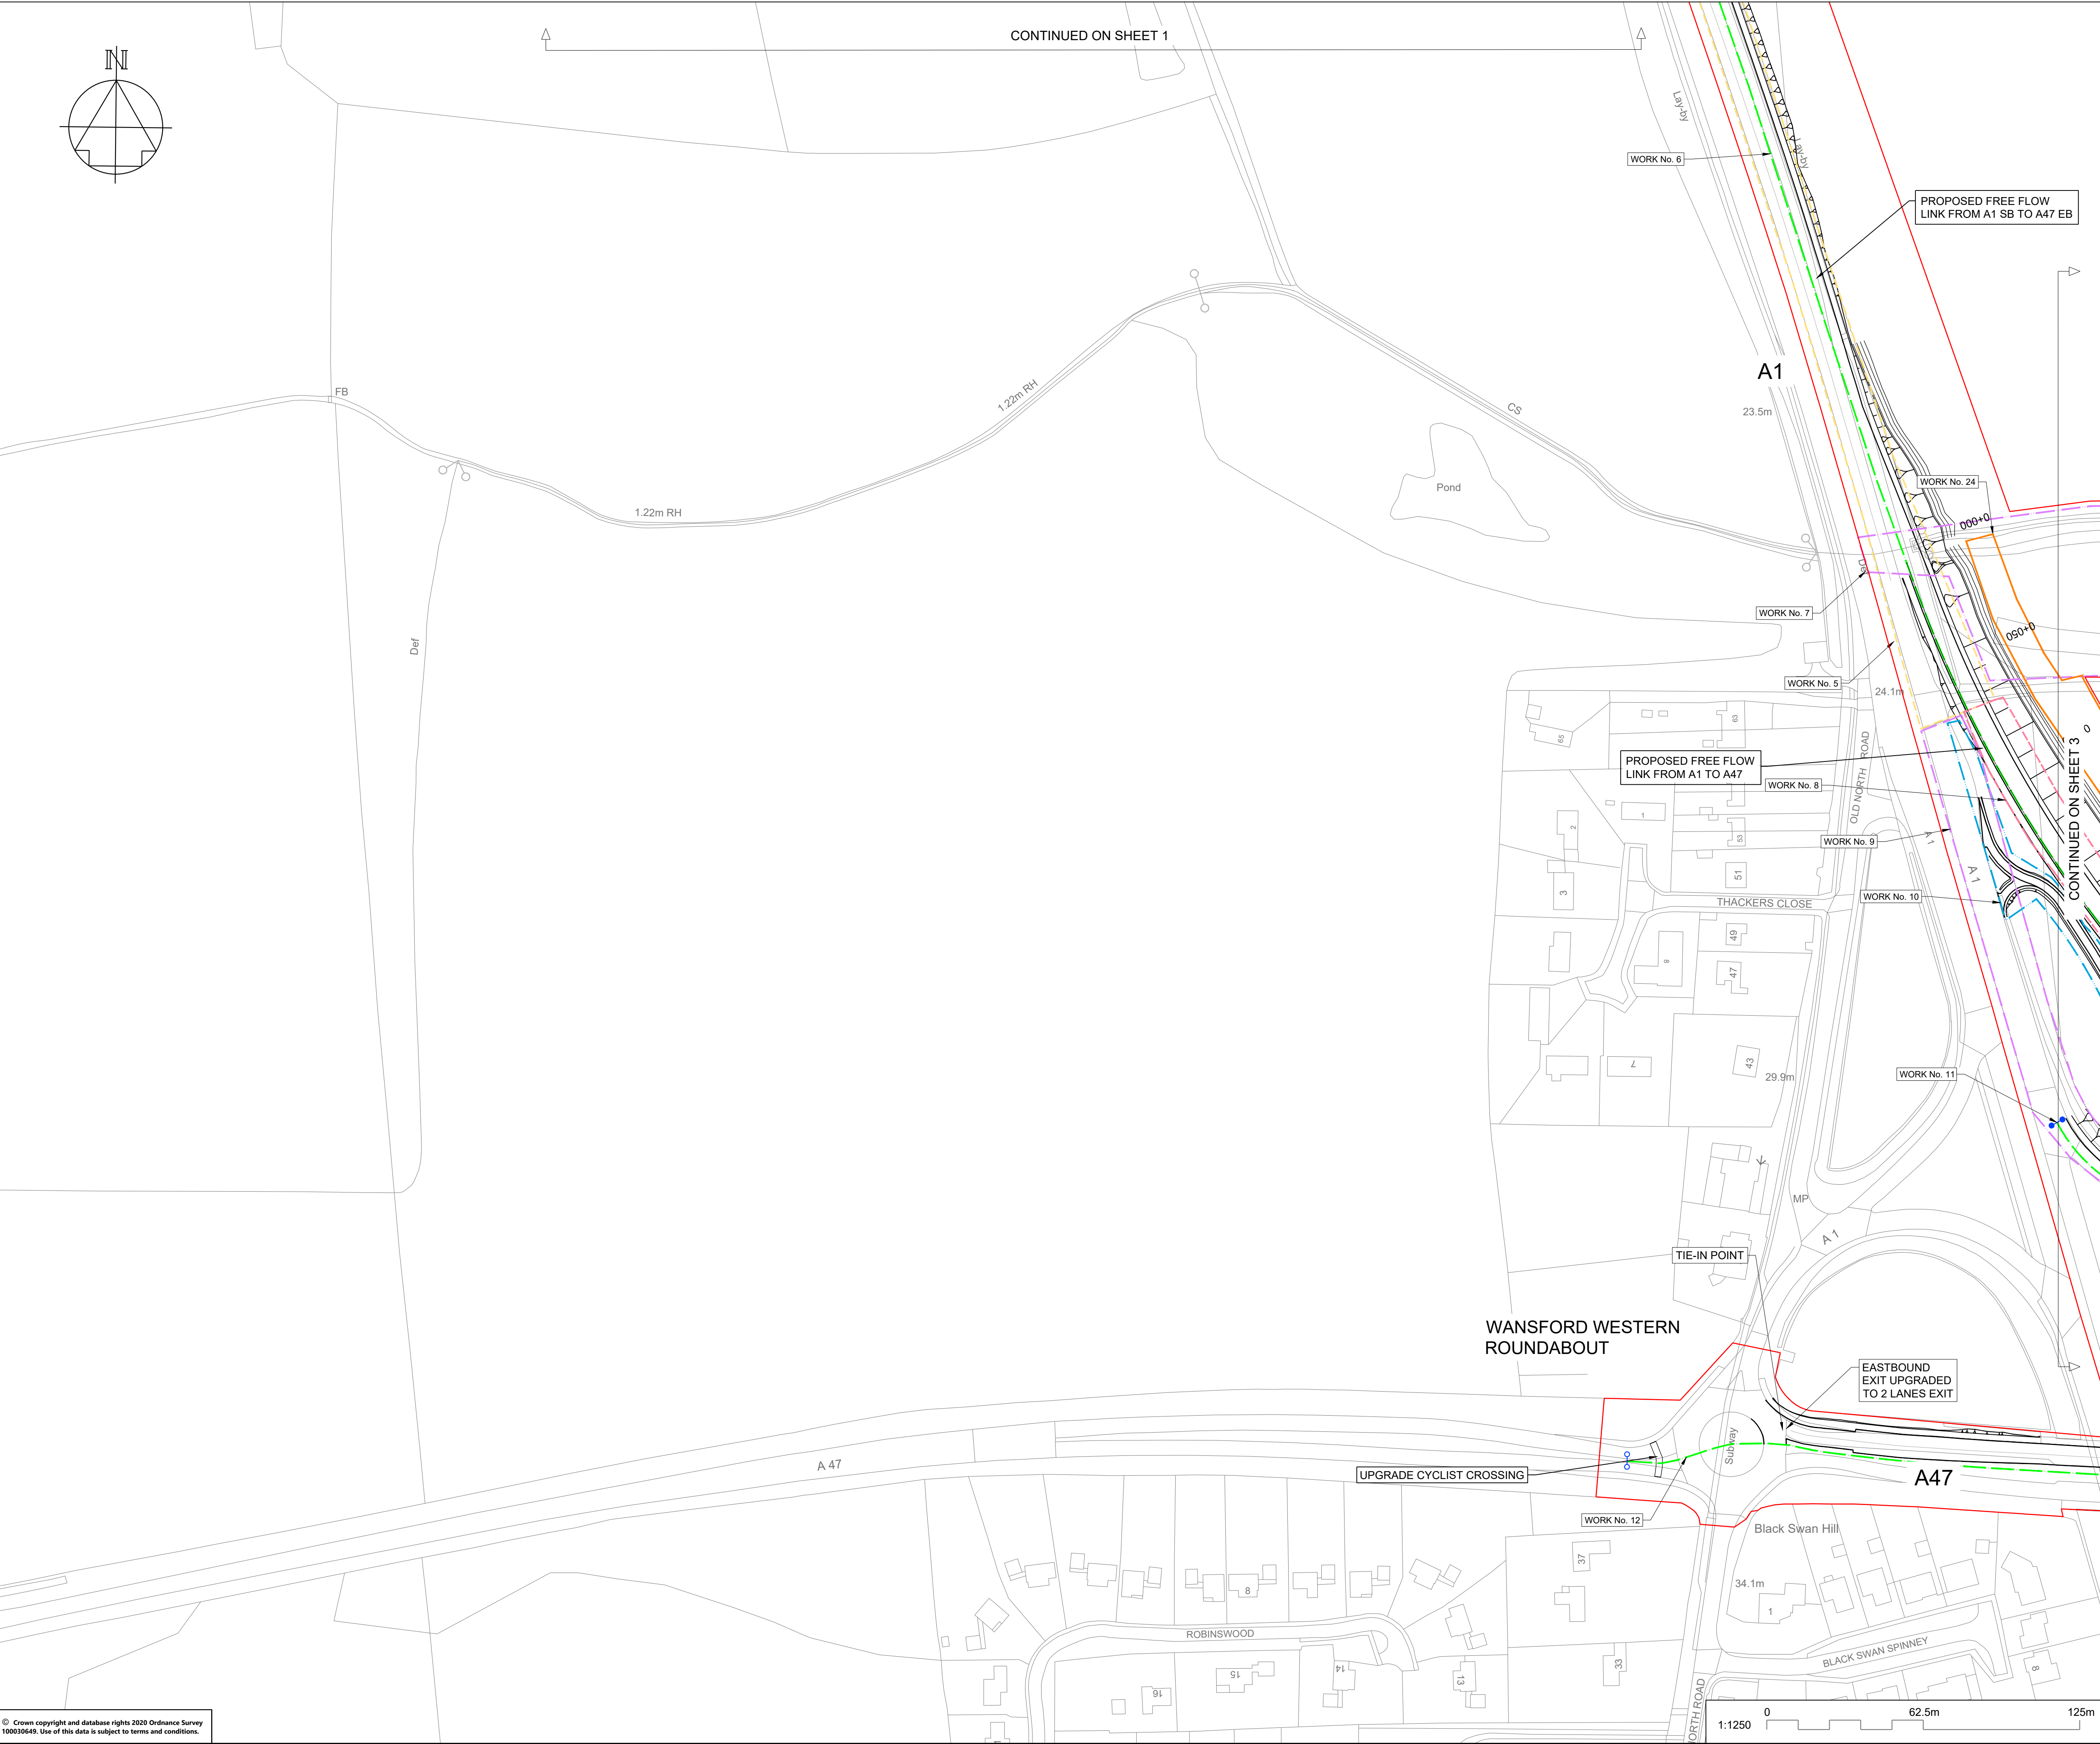 N
CONTINUED ON SHEET 1
Lay-by
Lay-by
WORK No. 6
PROPOSED FREE FLOW
LINK FROM A1 SB TO A47 EB
A1
23.5m
FB
1.22m RH
CS
WORK No. 24
Pond
1.22m RH
0+000
Def
WORK No. 7
0+050
Def
WORK No. 5
24.1m
63
65
0
OLD NORTH ROAD
PROPOSED FREE FLOW
LINK FROM A1 TO A47
WORK No. 8
CONTINUED ON SHEET 3
1
2
53
WORK No. 9
A 1
A 1
51
3
WORK No. 10
THACKERS CLOSE
49
8
47
43
7
29.9m
WORK No. 11
MP
A 1
TIE-IN POINT
WANSFORD WESTERN
ROUNDABOUT
EASTBOUND
EXIT UPGRADED
TO 2 LANES EXIT
Subway
A 47
UPGRADE CYCLIST CROSSING
A47
WORK No. 12
Black Swan Hill
37
34.1m
8
1
ROBINSWOOD
BLACK SWAN SPINNEY
33
14
15
13
16
8
NORTH ROAD
© Crown copyright and database rights 2020 Ordnance Survey
100030649. Use of this data is subject to terms and conditions.
1:1250
0
62.5m
125m